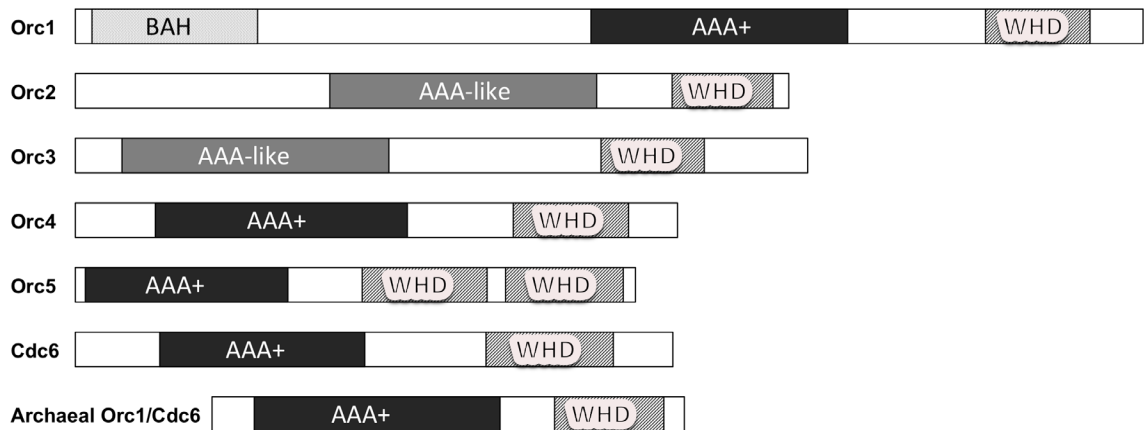 Orc1 BAH AAA+ WHD
Orc2 AAA-like WHD
Orc3 AAA-like WHD
Orc4 AAA+ WHD
Orc5 AAA+ WHD WHD
Cdc6 AAA+ WHD
Archaeal Orc1/Cdc6 AAA+ WHD